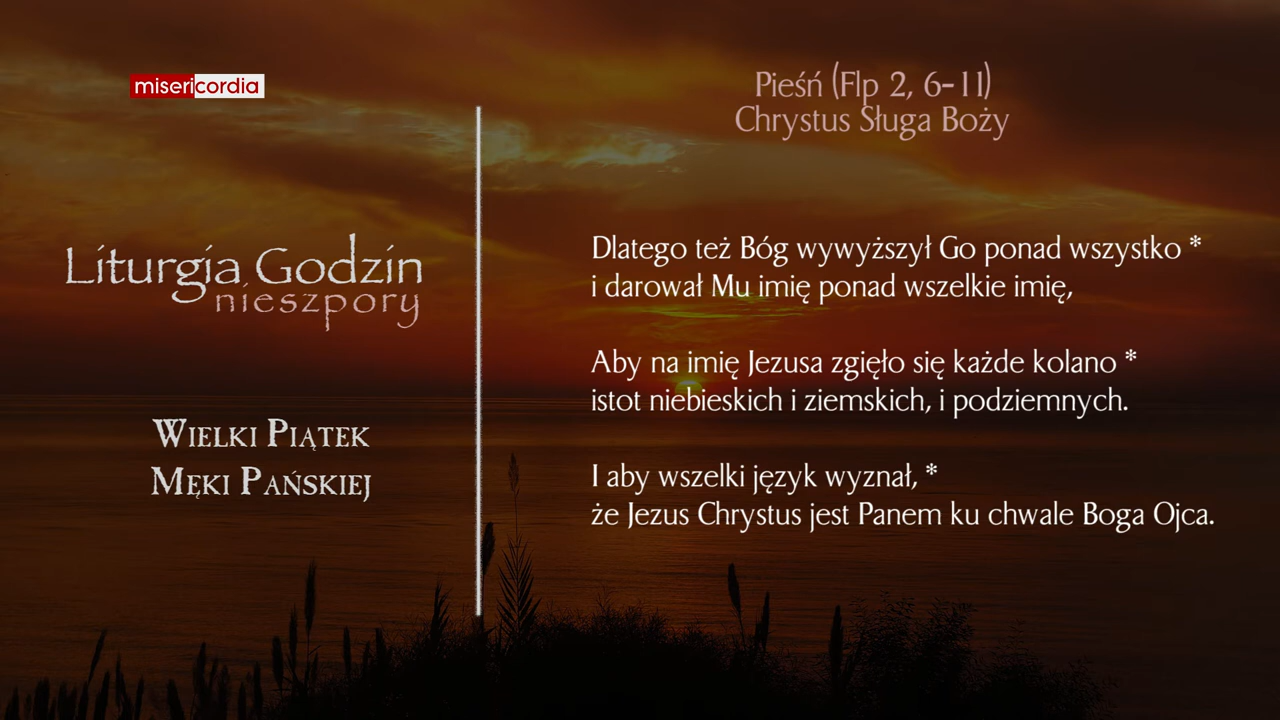 misericordia
Liturgia Godzin
nieszpory
Wielki Piątek
Męki Pańskiej
Pieśń (Flp 2, 6-11)
Chrystus Sługa Boży
Dlatego też Bóg wywyższył Go ponad wszystko *
i darował Mu imię ponad wszelkie imię,
Aby na imię Jezusa zgięło się każde kolano *
istot niebieskich i ziemskich, i podziemnych.
I aby wszelki język wyznał, *
że Jezus Chrystus jest Panem ku chwale Boga Ojca.